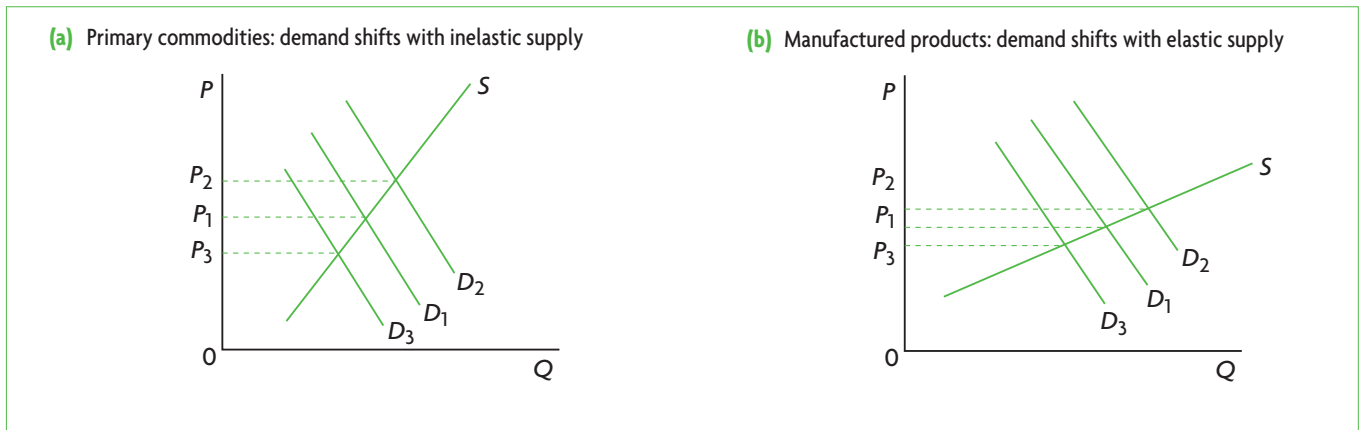 (a) Primary commodities: demand shifts with inelastic supply
P
S
P2
P1
P3
D2
D1
D3
0
Q
(b) Manufactured products: demand shifts with elastic supply
P
S
P2
P1
P3
D2
D1
D3
0
Q